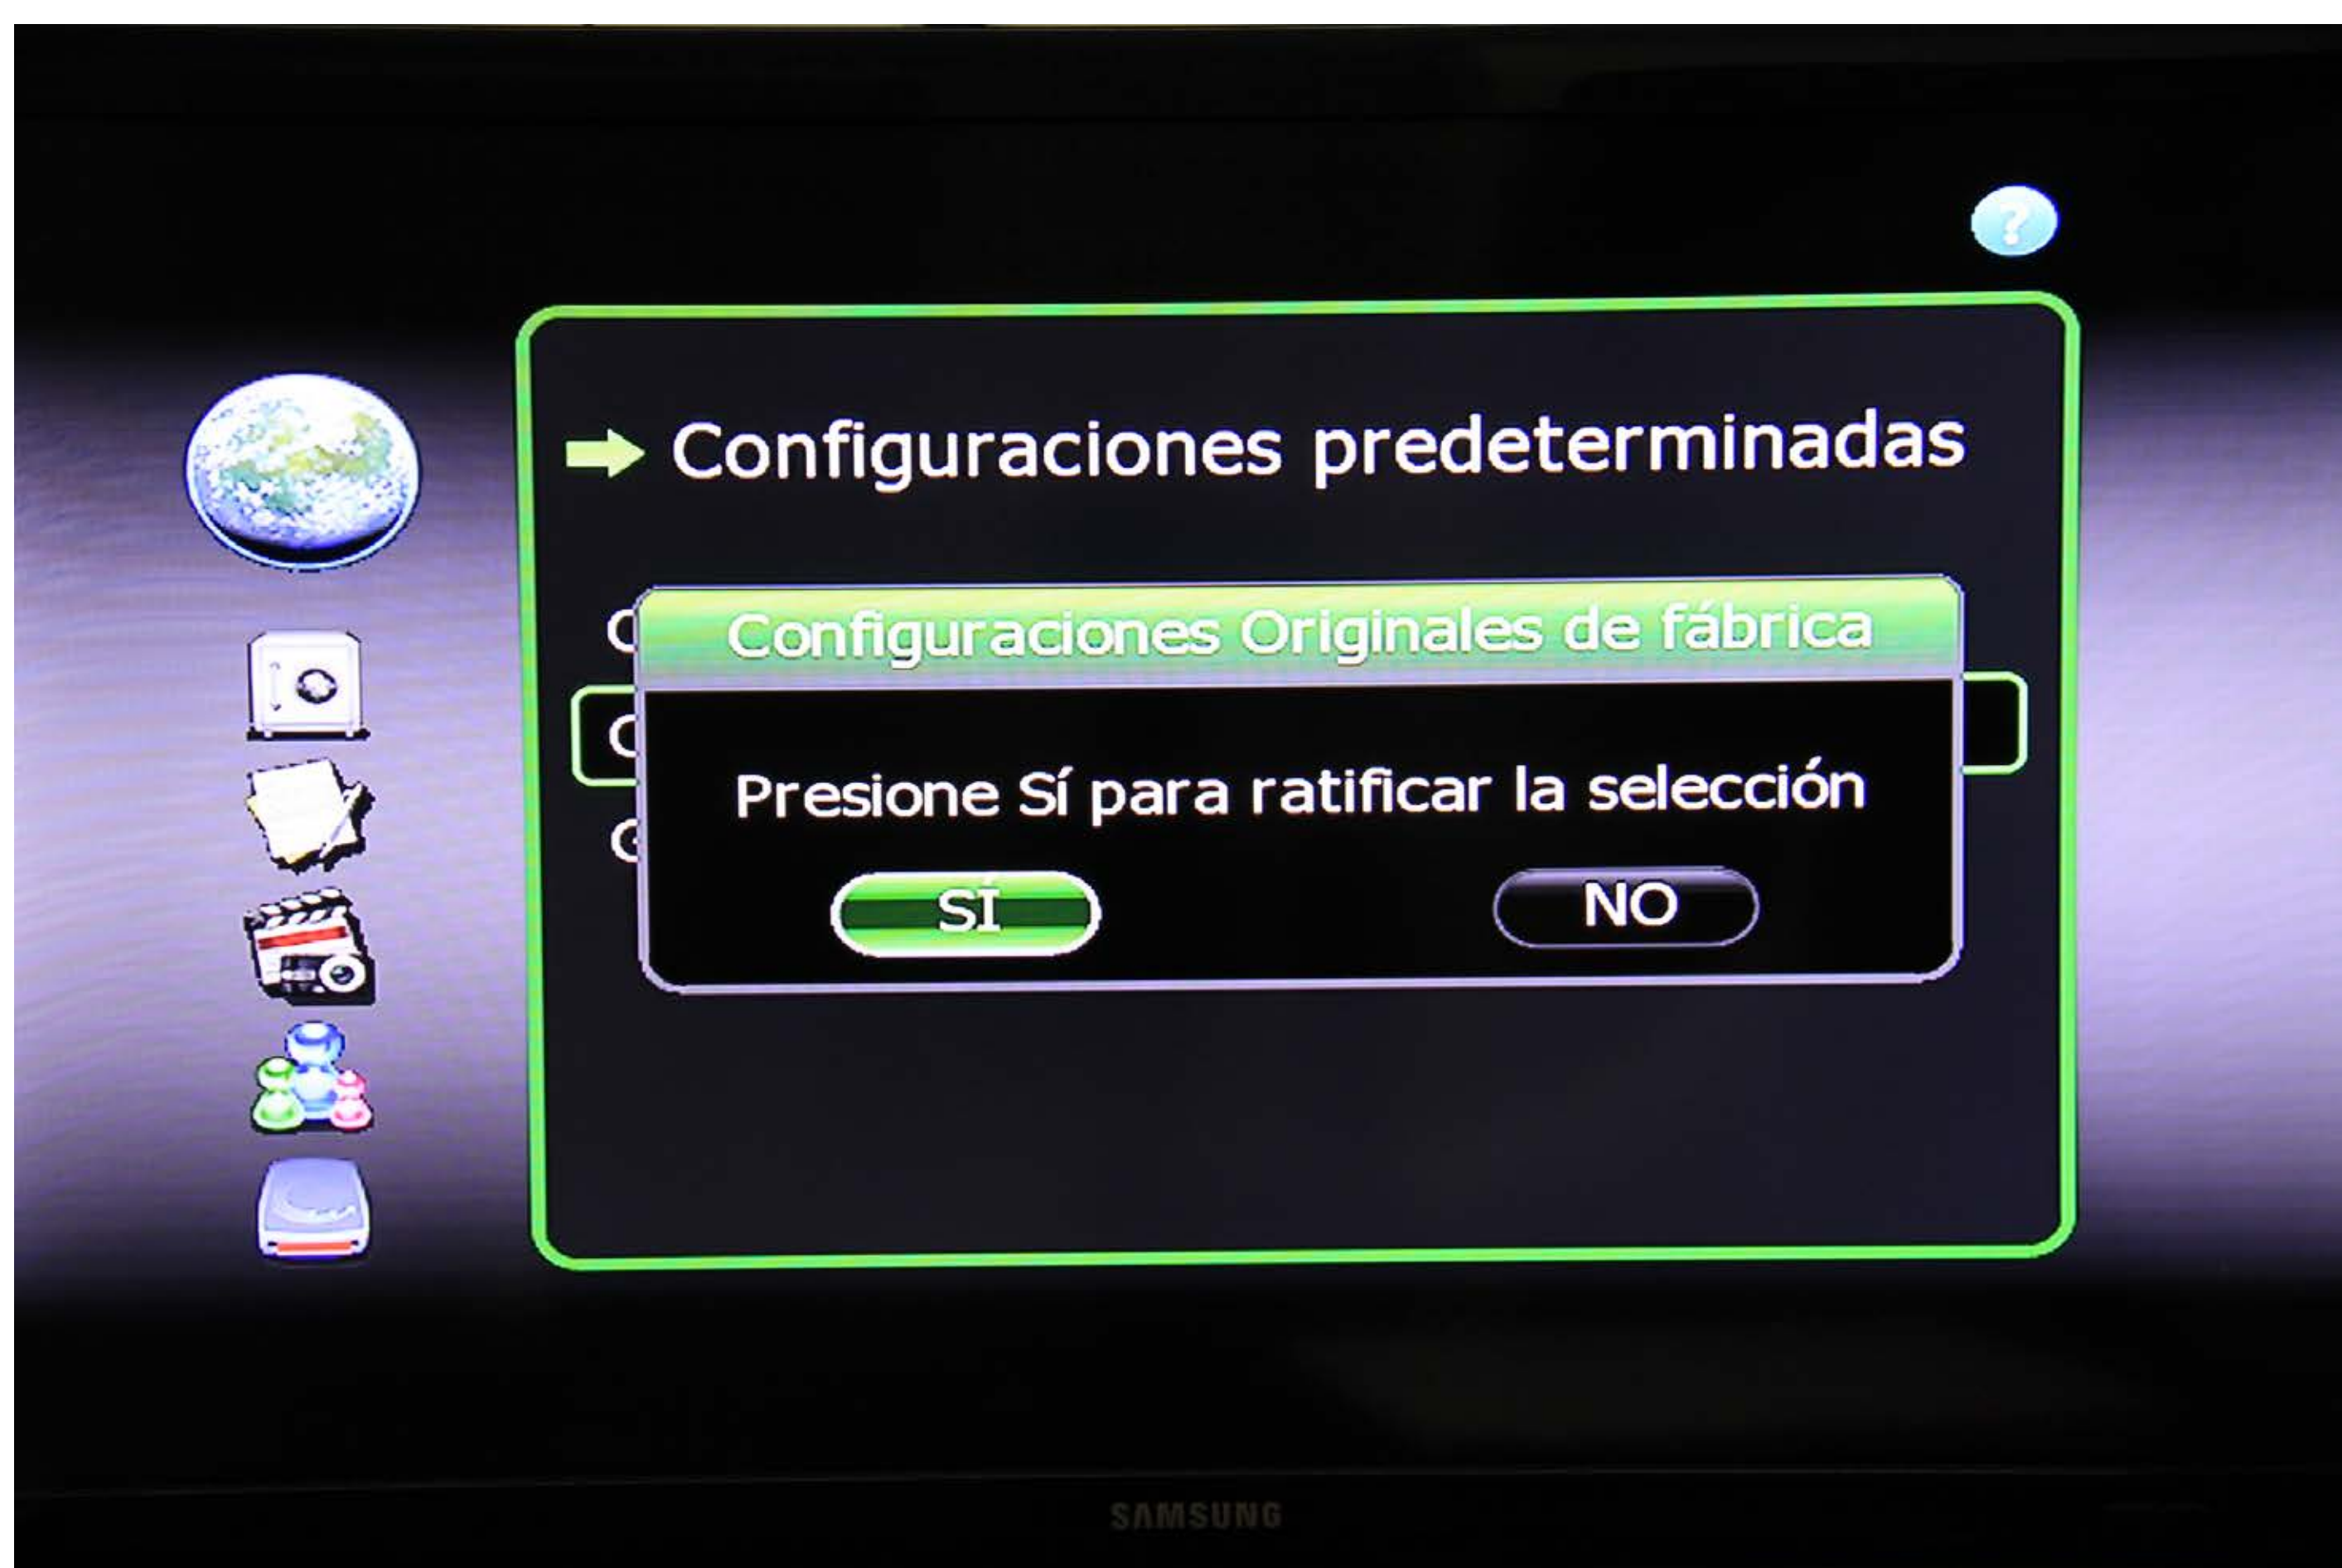 ?
Configuraciones predeterminadas
Configuraciones Originales de fábrica
Presione Sí para ratificar la selección
SÍ
NO
SAMSUNG